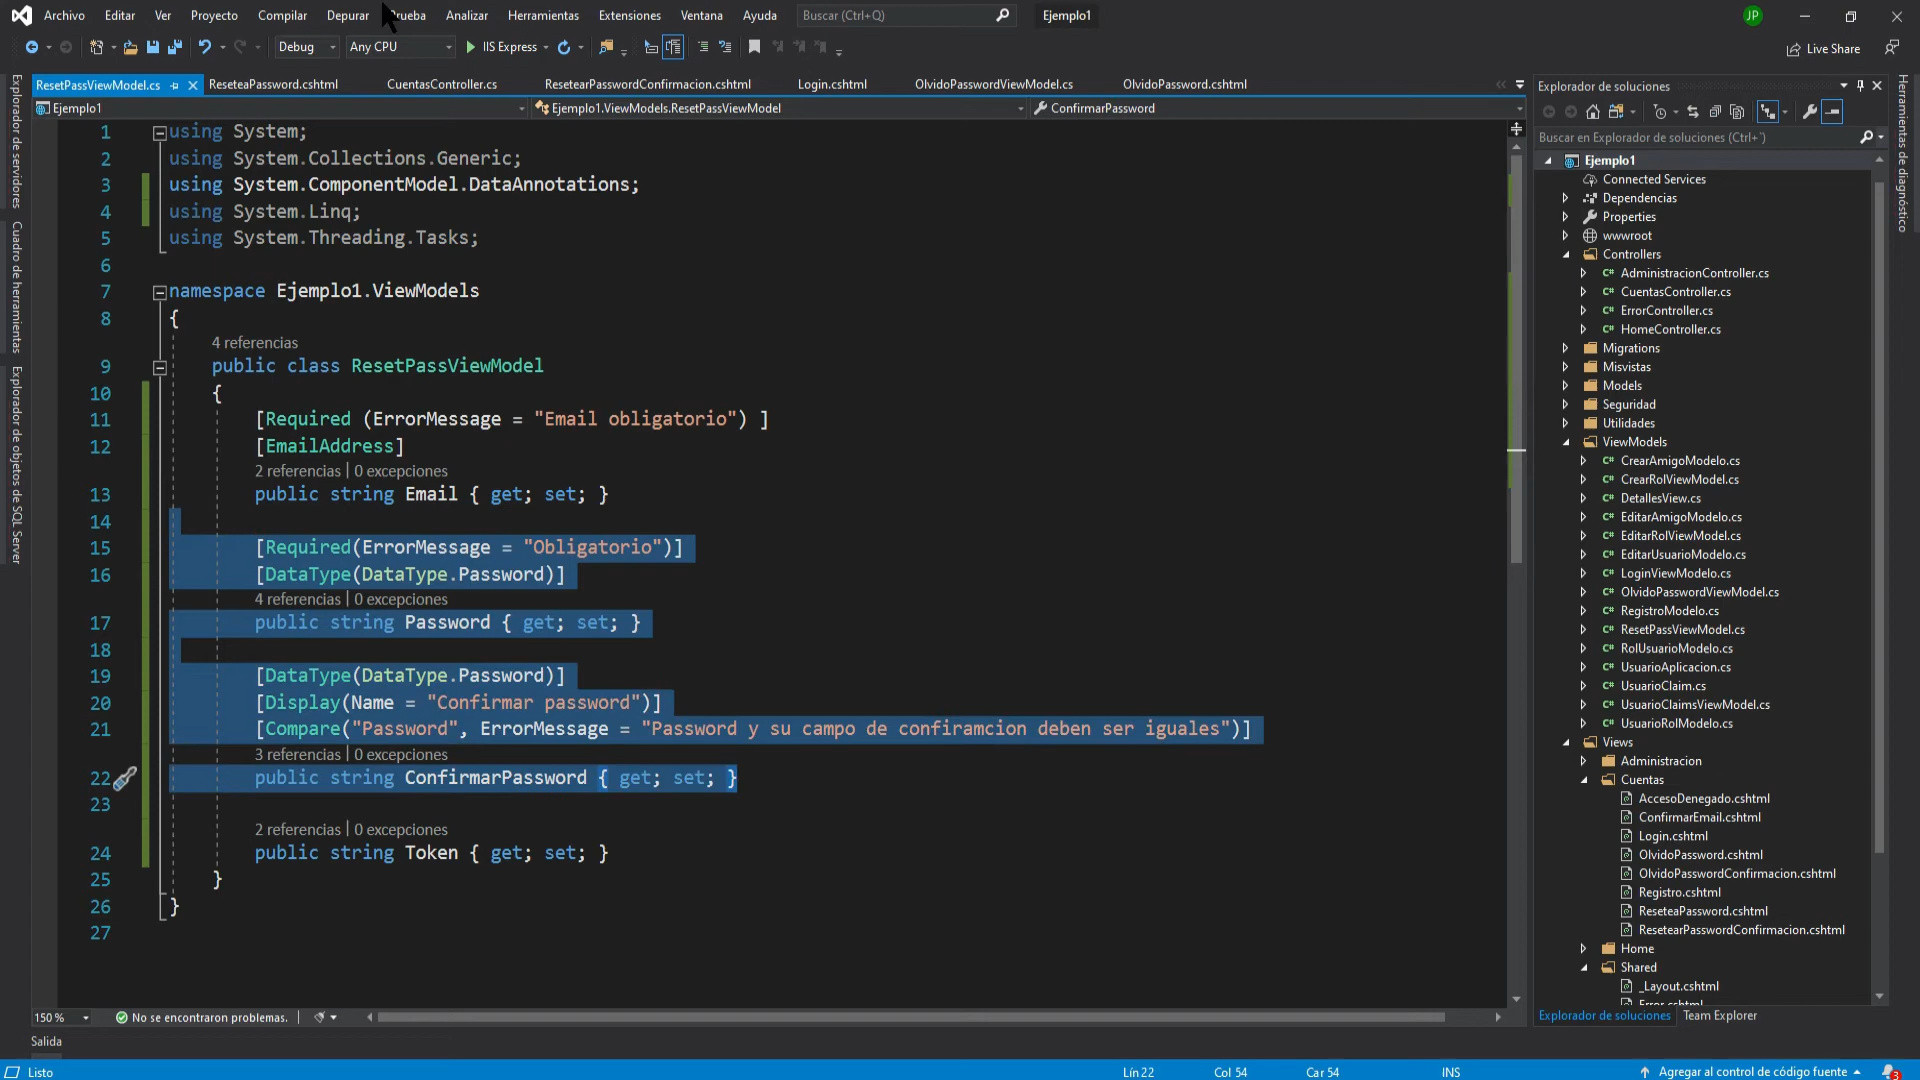 Archivo Editar Ver Proyecto Compilar Depurar Prueba Analizar Herramientas Extensiones Ventana Ayuda Buscar (Ctrl+Q) Ejemplo1 JP
Debug Any CPU IIS Express Live Share
ResetPassViewModel.cs ReseteaPassword.cshtml CuentasController.cs ResetearPasswordConfirmacion.cshtml Login.cshtml OlvidoPasswordViewModel.cs OlvidoPassword.cshtml
Ejemplo1 Ejemplo1.ViewModels.ResetPassViewModel ConfirmarPassword
Explorador de servidores
Cuadro de herramientas
Explorador de objetos de SQL Server
1 using System;
2 using System.Collections.Generic;
3 using System.ComponentModel.DataAnnotations;
4 using System.Linq;
5 using System.Threading.Tasks;
6
7 namespace Ejemplo1.ViewModels
8 {
4 referencias
9 public class ResetPassViewModel
10 {
11 [Required (ErrorMessage = "Email obligatorio") ]
12 [EmailAddress]
2 referencias | 0 excepciones
13 public string Email { get; set; }
14
15 [Required(ErrorMessage = "Obligatorio")]
16 [DataType(DataType.Password)]
4 referencias | 0 excepciones
17 public string Password { get; set; }
18
19 [DataType(DataType.Password)]
20 [Display(Name = "Confirmar password")]
21 [Compare("Password", ErrorMessage = "Password y su campo de confiramcion deben ser iguales")]
3 referencias | 0 excepciones
22 public string ConfirmarPassword { get; set; }
23
2 referencias | 0 excepciones
24 public string Token { get; set; }
25 }
26 }
27
150 % No se encontraron problemas.
Salida
Listo Lín 22 Col 54 Car 54 INS Agregar al control de código fuente 3
Explorador de soluciones
Buscar en Explorador de soluciones (Ctrl+`)
Ejemplo1
Connected Services
Dependencias
Properties
wwwroot
Controllers
C# AdministracionController.cs
C# CuentasController.cs
C# ErrorController.cs
C# HomeController.cs
Migrations
Misvistas
Models
Seguridad
Utilidades
ViewModels
C# CrearAmigoModelo.cs
C# CrearRolViewModel.cs
C# DetallesView.cs
C# EditarAmigoModelo.cs
C# EditarRolViewModel.cs
C# EditarUsuarioModelo.cs
C# LoginViewModelo.cs
C# OlvidoPasswordViewModel.cs
C# RegistroModelo.cs
C# ResetPassViewModel.cs
C# RolUsuarioModelo.cs
C# UsuarioAplicacion.cs
C# UsuarioClaim.cs
C# UsuarioClaimsViewModel.cs
C# UsuarioRolModelo.cs
Views
Administracion
Cuentas
AccesoDenegado.cshtml
ConfirmarEmail.cshtml
Login.cshtml
OlvidoPassword.cshtml
OlvidoPasswordConfirmacion.cshtml
Registro.cshtml
ReseteaPassword.cshtml
ResetearPasswordConfirmacion.cshtml
Home
Shared
_Layout.cshtml
Error.cshtml
Explorador de soluciones Team Explorer
Herramientas de diagnóstico